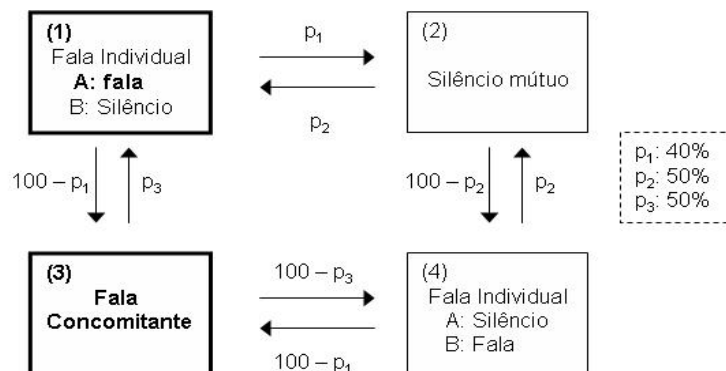 (1)
Fala Individual
A: fala
B: Silêncio
p₁
p₂
(2)
Silêncio mútuo
100 – p₁
p₃
100 – p₂
p₂
p₁: 40%
p₂: 50%
p₃: 50%
(3)
Fala
Concomitante
100 – p₃
100 – p₁
(4)
Fala Individual
A: Silêncio
B: Fala